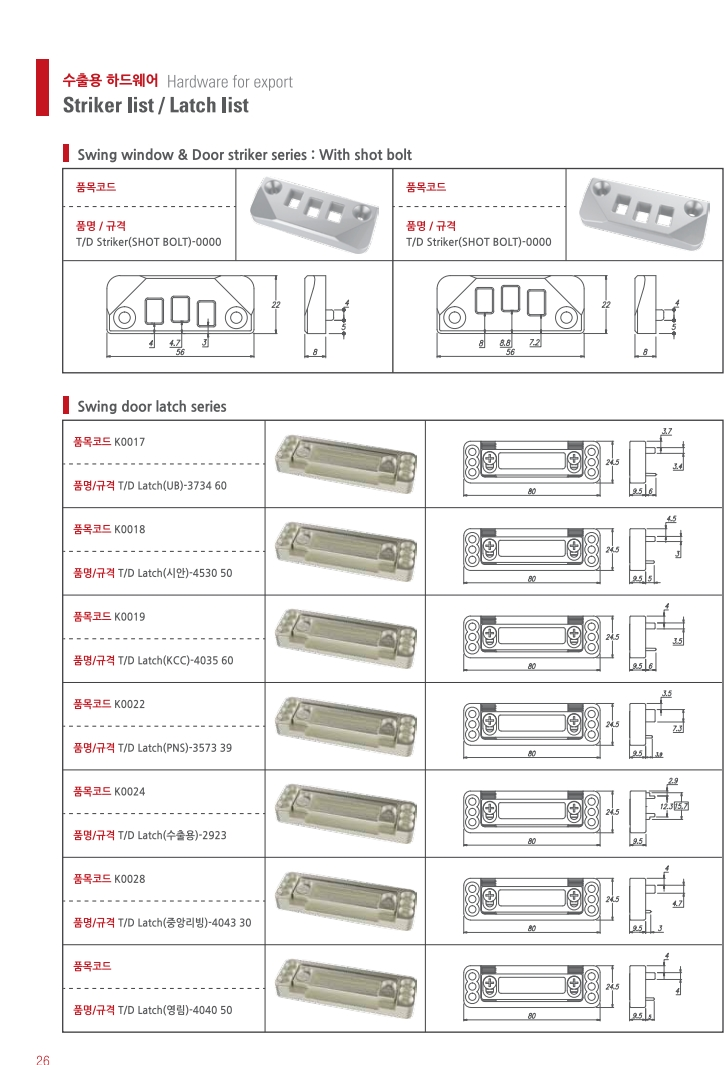 수출용 하드웨어 Hardware for export
Striker list / Latch list
Swing window & Door striker series : With shot bolt
품목코드
품명 / 규격
T/D Striker(SHOT BOLT)-0000
품목코드
품명 / 규격
T/D Striker(SHOT BOLT)-0000
22
4
4
4.7
3
5
56
8
22
4
8
8.8
7.2
5
56
8
Swing door latch series
품목코드 K0017
품명/규격 T/D Latch(UB)-3734 60
3.7
24.5
3.4
80
9.5
6
품목코드 K0018
품명/규격 T/D Latch(시안)-4530 50
4.5
24.5
3
80
9.5
5
품목코드 K0019
품명/규격 T/D Latch(KCC)-4035 60
4
24.5
3.5
80
9.5
6
품목코드 K0022
품명/규격 T/D Latch(PNS)-3573 39
3.5
24.5
7.3
80
9.5
3.9
품목코드 K0024
품명/규격 T/D Latch(수출용)-2923
2.9
24.5
12.3
15.7
80
9.5
품목코드 K0028
품명/규격 T/D Latch(중앙리빙)-4043 30
4
24.5
4.7
80
9.5
3
품목코드
품명/규격 T/D Latch(영림)-4040 50
4
24.5
4
80
9.5
5
26